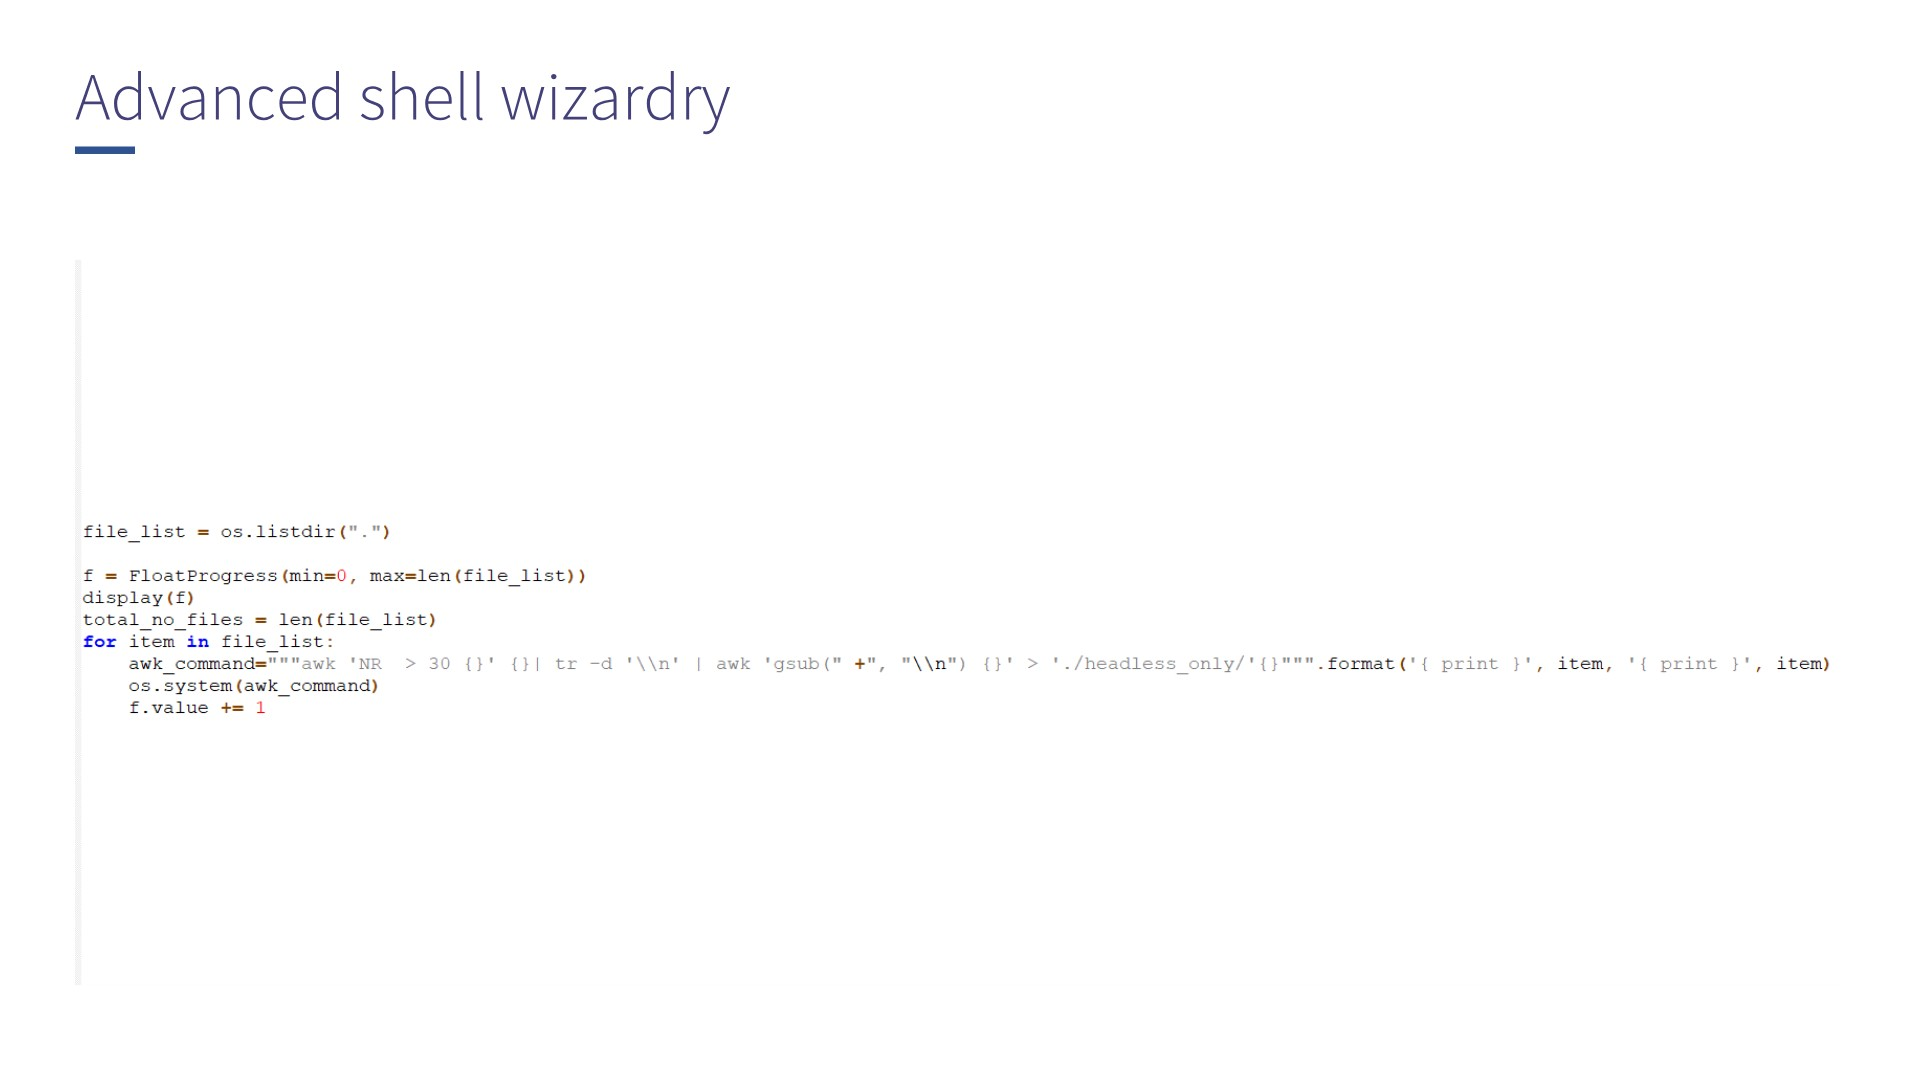 Advanced shell wizardry
file_list = os.listdir(".")
f = FloatProgress(min=0, max=len(file_list))
display(f)
total_no_files = len(file_list)
for item in file_list:
    awk_command="""awk 'NR  > 30 {}' {}| tr -d '\\n' | awk 'gsub(" +", "\\n") {}' > './headless_only/'{}""".format('{ print }', item, '{ print }', item)
    os.system(awk_command)
    f.value += 1